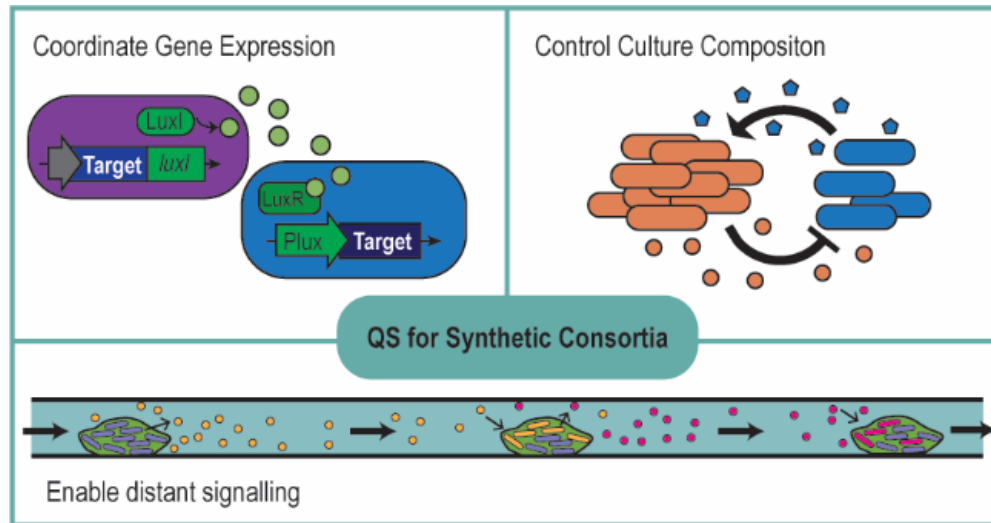 Coordinate Gene Expression
LuxI
Target luxI
LuxR
Plux Target
Control Culture Compositon
QS for Synthetic Consortia
Enable distant signalling